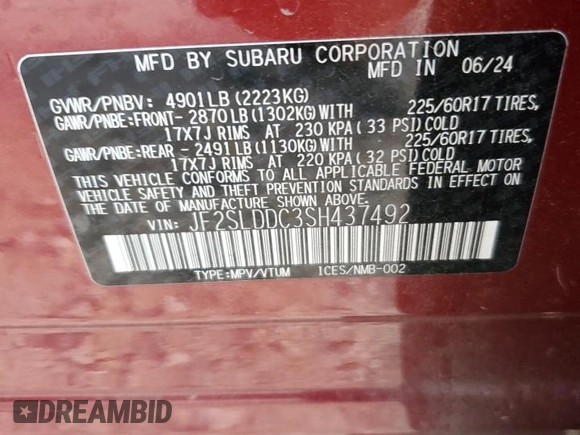 MFD BY SUBARU CORPORATION
MFD IN 06/24
GVWR/PNBV: 4901LB(2223KG)
GAWR/PNBE:FRONT- 2870LB(1302KG)WITH 225/60R17 TIRES,
17X7J RIMS AT 230 KPA(33 PSI)COLD
GAWR/PNBE:REAR - 2491LB(1130KG)WITH 225/60R17 TIRES,
17X7J RIMS AT 220 KPA(32 PSI)COLD
THIS VEHICLE CONFORMS TO ALL APPLICABLE FEDERAL MOTOR
VEHICLE SAFETY AND THEFT PREVENTION STANDARDS IN EFFECT ON
THE DATE OF MANUFACTURE SHOWN ABOVE.
VIN: JF2SLDDC3SH437492
TYPE:MPV/VTUM ICES/NMB-002
DREAMBID